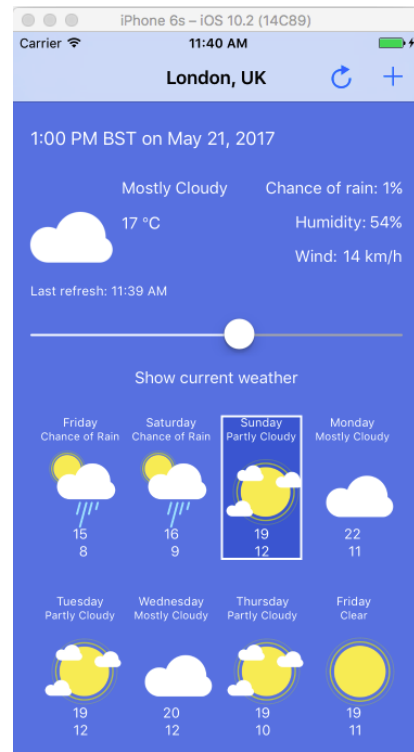 iPhone 6s – iOS 10.2 (14C89)
Carrier 11:40 AM
London, UK
1:00 PM BST on May 21, 2017
Mostly Cloudy Chance of rain: 1%
17 °C Humidity: 54%
Wind: 14 km/h
Last refresh: 11:39 AM
Show current weather
Friday Saturday Sunday Monday
Chance of Rain Chance of Rain Partly Cloudy Mostly Cloudy
15 16 19 22
8 9 12 11
Tuesday Wednesday Thursday Friday
Partly Cloudy Mostly Cloudy Partly Cloudy Clear
19 20 19 19
12 12 10 11